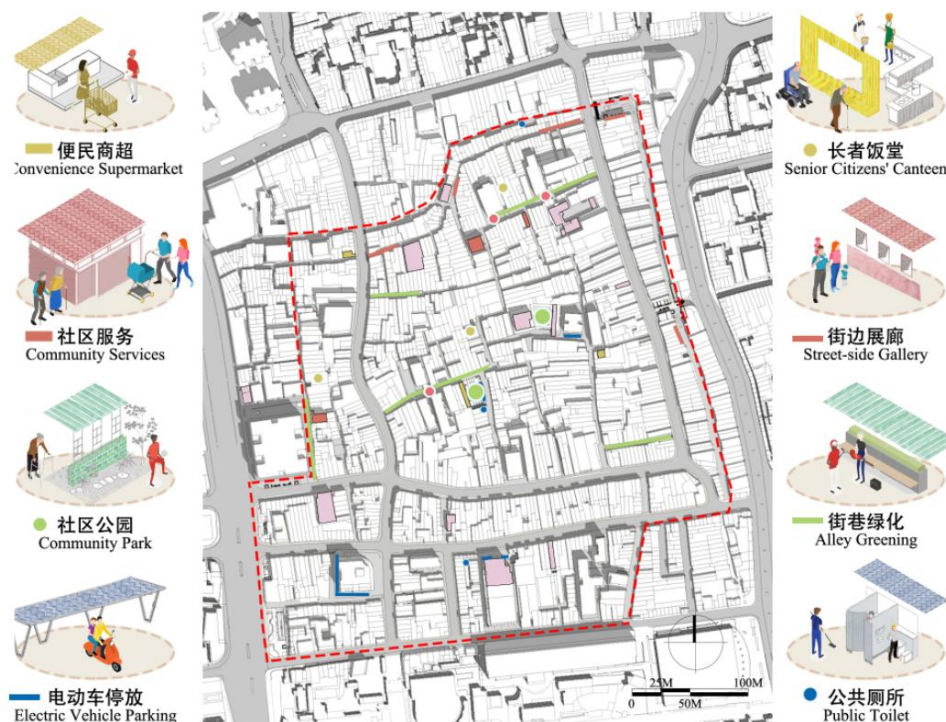 便民商超
Convenience Supermarket
社区服务
Community Services
社区公园
Community Park
电动车停放
Electric Vehicle Parking
长者饭堂
Senior Citizens' Canteen
街边展廊
Street-side Gallery
街巷绿化
Alley Greening
公共厕所
Public Toilet
25M 100M
0 50M